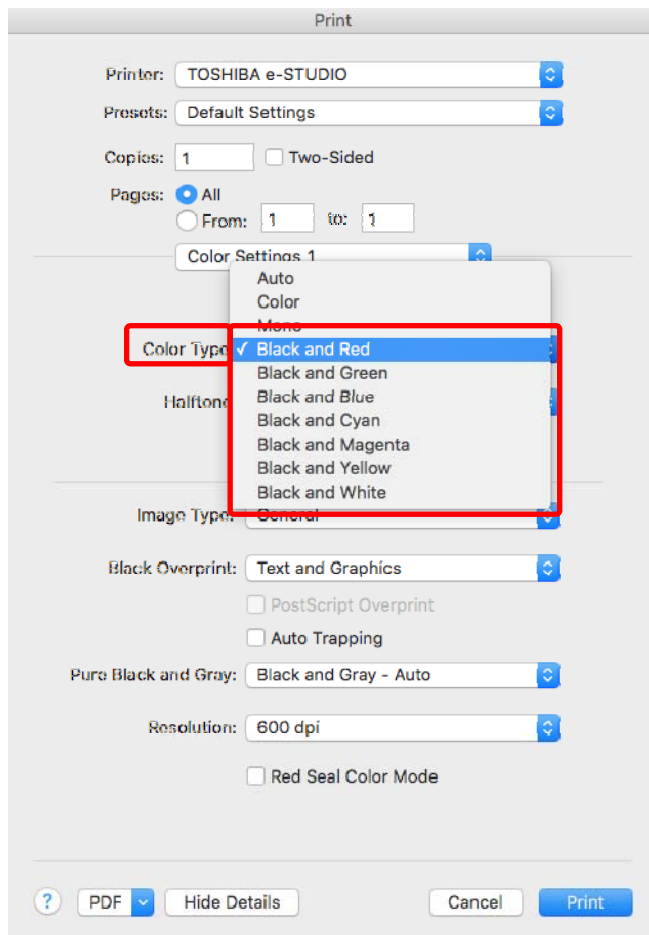 Print
Printer: TOSHIBA e-STUDIO
Presets: Default Settings
Copies: 1 Two-Sided
Pages: All
From: 1 to: 1
Color Settings 1
Auto
Color
Mono
Color Type ✓ Black and Red
Black and Green
Halftone Black and Blue
Black and Cyan
Black and Magenta
Black and Yellow
Black and White
Image Type: General
Black Overprint: Text and Graphics
PostScript Overprint
Auto Trapping
Pure Black and Gray: Black and Gray - Auto
Resolution: 600 dpi
Red Seal Color Mode
? PDF Hide Details Cancel Print